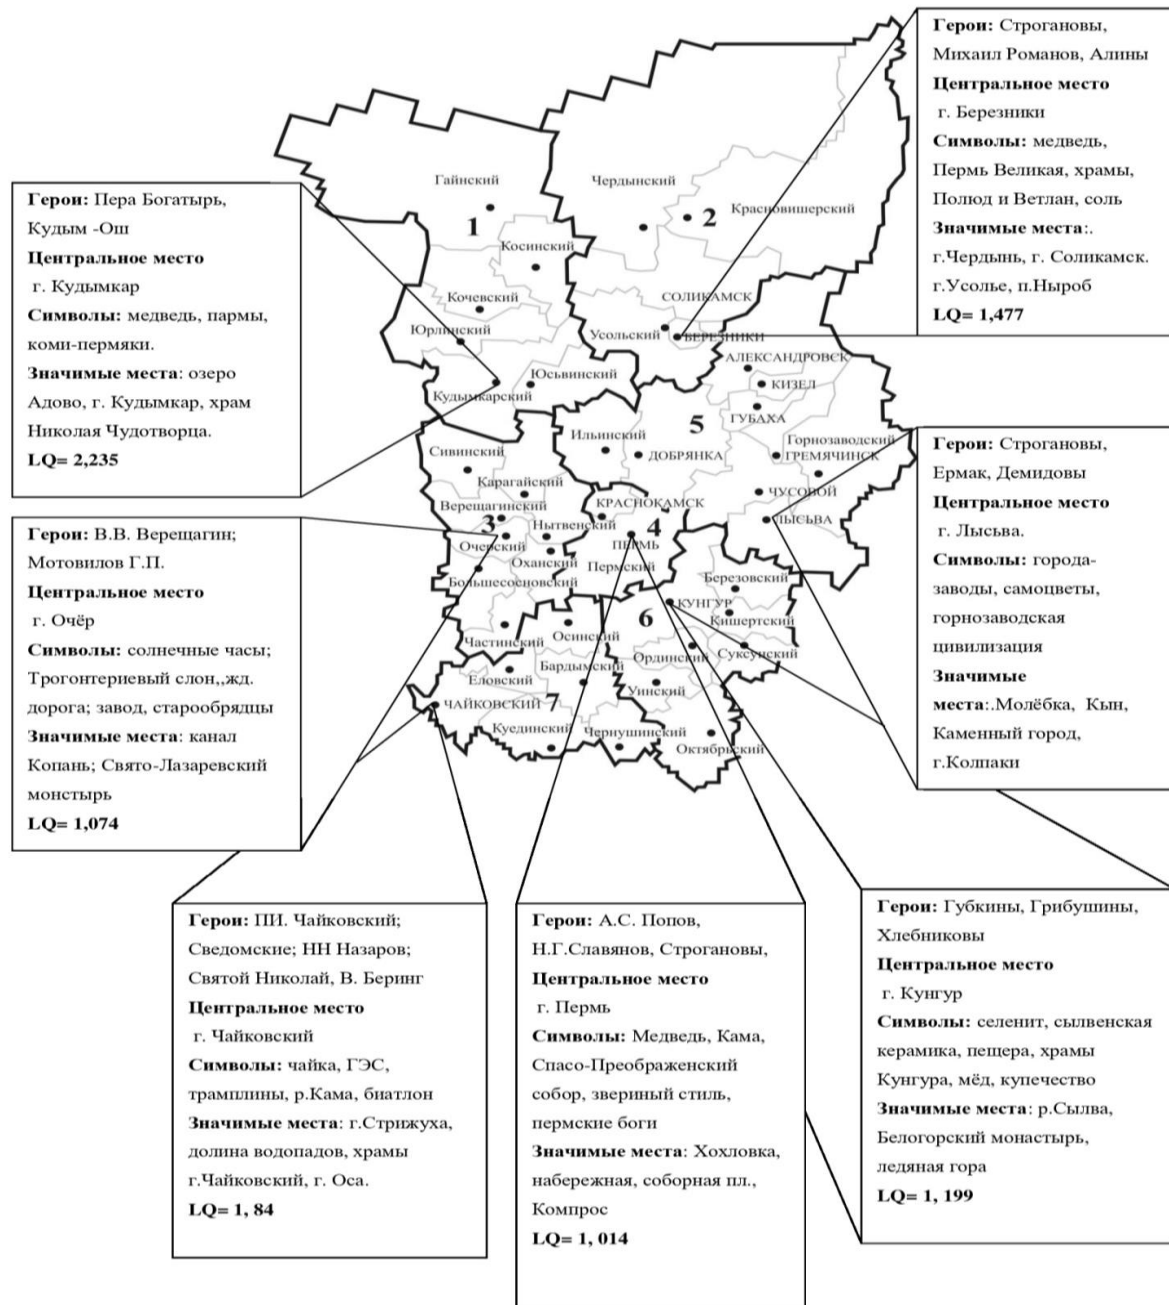 Герои: Строгановы,
Михаил Романов, Алины
Центральное место
г. Березники
Символы: медведь,
Пермь Великая, храмы,
Полюд и Ветлан, соль
Значимые места:.
г.Чердынь, г. Соликамск.
г.Усолье, п.Ныроб
LQ= 1,477
Герои: Пера Богатырь,
Кудым -Ош
Центральное место
г. Кудымкар
Символы: медведь, пармы,
коми-пермяки.
Значимые места: озеро
Адово, г. Кудымкар, храм
Николая Чудотворца.
LQ= 2,235
Гайнский
1
Косинский
Кочевский
Юрлинский
Юсьвинский
Кудымкарский
Чердынский
2
Красновишерский
СОЛИКАМСК
Усольский
БЕРЕЗНИКИ
АЛЕКСАНДРОВСК
КИЗЕЛ
ГУБАХА
5
Ильинский
ДОБРЯНКА
Горнозаводский
ГРЕМЯЧИНСК
ЧУСОВОЙ
ЛЫСЬВА
Сивинский
Карагайский
Верещагинский
3
Нытвенский
Очерский
Оханский
Большесосновский
Частинский
КРАСНОКАМСК
4
ПЕРМЬ
Пермский
Березовский
КУНГУР
6
Кишертский
Суксунский
Ординский
Уинский
Октябрьский
Осинский
Бардымский
Еловский
7
ЧАЙКОВСКИЙ
Куединский
Чернушинский
Герои: Строгановы,
Ермак, Демидовы
Центральное место
г. Лысьва.
Символы: города-
заводы, самоцветы,
горнозаводская
цивилизация
Значимые
места:.Молёбка, Кын,
Каменный город,
г.Колпаки
Герои: В.В. Верещагин;
Мотовилов Г.П.
Центральное место
г. Очёр
Символы: солнечные часы;
Трогонтериевый слон,,жд.
дорога; завод, старообрядцы
Значимые места: канал
Копань; Свято-Лазаревский
монстырь
LQ= 1,074
Герои: ПИ. Чайковский;
Сведомские; НН Назаров;
Святой Николай, В. Беринг
Центральное место
г. Чайковский
Символы: чайка, ГЭС,
трамплины, р.Кама, биатлон
Значимые места: г.Стрижуха,
долина водопадов, храмы
г.Чайковский, г. Оса.
LQ= 1, 84
Герои: А.С. Попов,
Н.Г.Славянов, Строгановы,
Центральное место
г. Пермь
Символы: Медведь, Кама,
Спасо-Преображенский
собор, звериный стиль,
пермские боги
Значимые места: Хохловка,
набережная, соборная пл.,
Компрос
LQ= 1, 014
Герои: Губкины, Грибушины,
Хлебниковы
Центральное место
г. Кунгур
Символы: селенит, сылвенская
керамика, пещера, храмы
Кунгура, мёд, купечество
Значимые места: р.Сылва,
Белогорский монастырь,
ледяная гора
LQ= 1, 199